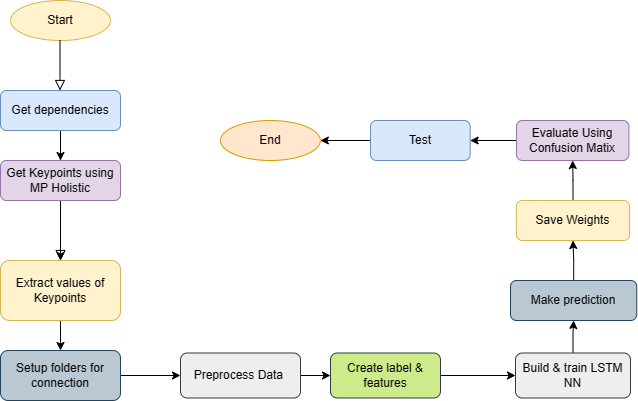 Start
Get dependencies
Get Keypoints using
MP Holistic
Extract values of
Keypoints
Setup folders for
connection
Preprocess Data
Create label &
features
Build & train LSTM
NN
Make prediction
Save Weights
Evaluate Using
Confusion Matix
Test
End